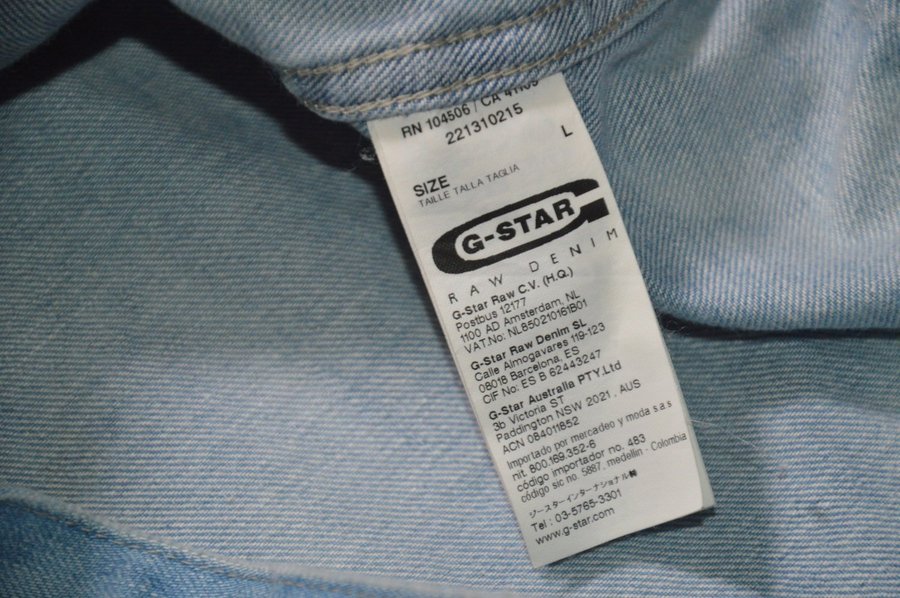 RN 104506 / CA 41139
221310215
L
SIZE
TAILLE TALLA TAGLIA
G-STAR
RAW DENIM
G-Star Raw C.V. (H.Q.)
Postbus 12177
1100 AD Amsterdam, NL
VAT.No. NL850210161B01
G-Star Raw Denim SL
Calle Almogavares 119-123
08018 Barcelona, ES
CIF No: ES B 62443247
G-Star Australia PTY.Ltd
3b Victoria ST
Paddington NSW 2021 , AUS
ACN 084011852
Importado por mercadeo y moda s.a.s
nit. 800.169.352-6
código importador no. 483
código sic no. 5887. medellin - Colombia
ジースターインターナショナル㈱
Tel : 03-5765-3301
www.g-star.com